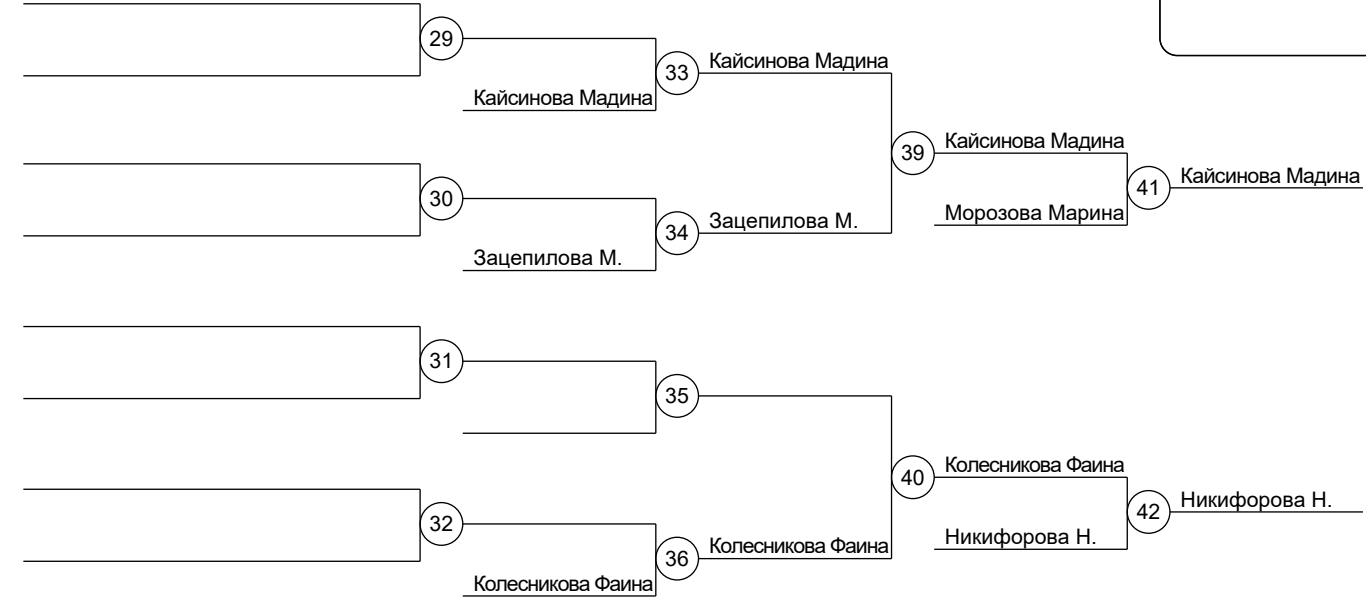 29
Кайсинова Мадина
33
Кайсинова Мадина
39
Кайсинова Мадина
41
Кайсинова Мадина
30
Морозова Марина
34
Зацепилова М.
Зацепилова М.
31
35
40
Колесникова Фаина
42
Никифорова Н.
32
Никифорова Н.
36
Колесникова Фаина
Колесникова Фаина